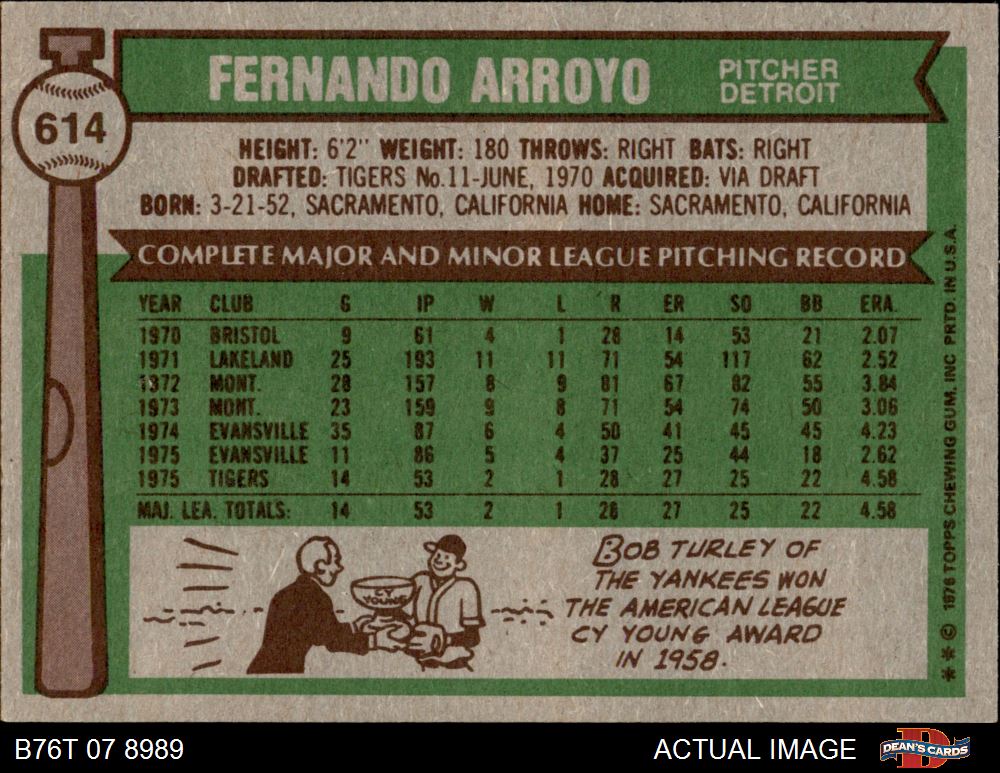 614
FERNANDO ARROYO
PITCHER
DETROIT
HEIGHT: 6'2" WEIGHT: 180 THROWS: RIGHT BATS: RIGHT
DRAFTED: TIGERS No.11-JUNE, 1970 ACQUIRED: VIA DRAFT
BORN: 3-21-52, SACRAMENTO, CALIFORNIA HOME: SACRAMENTO, CALIFORNIA
COMPLETE MAJOR AND MINOR LEAGUE PITCHING RECORD
YEAR CLUB G IP W L R ER SO BB ERA.
1970 BRISTOL 9 61 4 1 28 14 53 21 2.07
1971 LAKELAND 25 193 11 11 71 54 117 62 2.52
1972 MONT. 28 157 8 9 81 67 82 55 3.84
1973 MONT. 23 159 9 8 71 54 74 50 3.06
1974 EVANSVILLE 35 87 6 4 50 41 45 45 4.23
1975 EVANSVILLE 11 86 5 4 37 25 44 18 2.62
1975 TIGERS 14 53 2 1 28 27 25 22 4.58
MAJ. LEA. TOTALS: 14 53 2 1 28 27 25 22 4.58
CY
YOUNG
BOB TURLEY OF
THE YANKEES WON
THE AMERICAN LEAGUE
CY YOUNG AWARD
IN 1958.
** © 1976 TOPPS CHEWING GUM, INC PRTD. IN U.S.A.
B76T 07 8989
ACTUAL IMAGE
DEAN'S CARDS